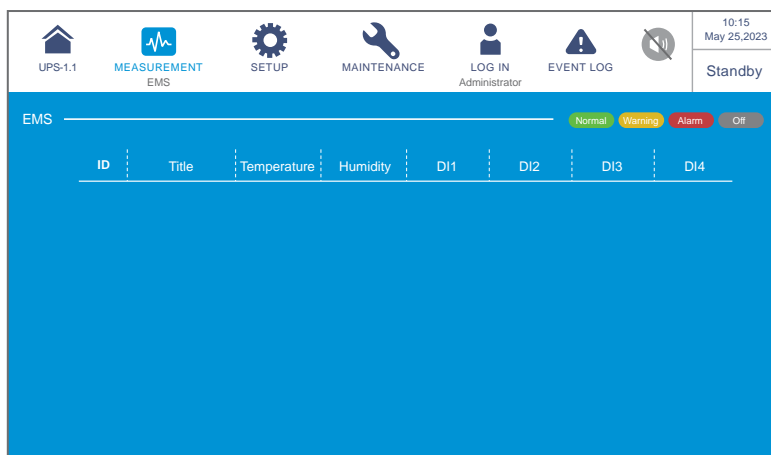 10:15
May 25,2023
UPS-1.1 MEASUREMENT SETUP MAINTENANCE LOG IN EVENT LOG
EMS Administrator
Standby
EMS Normal Warning Alarm Off
ID Title Temperature Humidity DI1 DI2 DI3 DI4